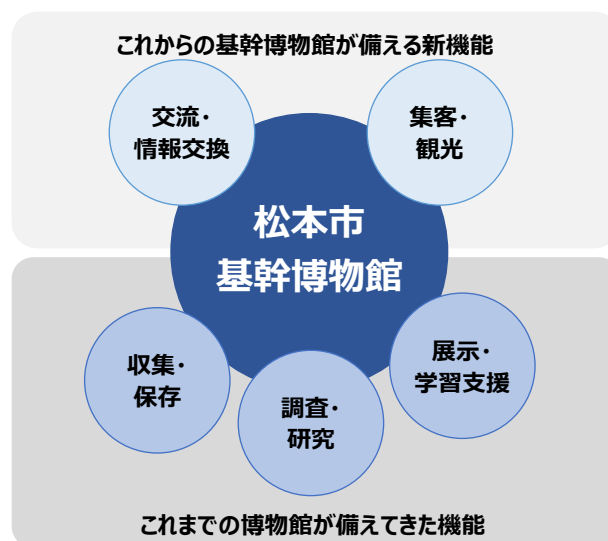 これからの基幹博物館が備える新機能
交流・
情報交換
集客・
観光
松本市
基幹博物館
収集・
保存
調査・
研究
展示・
学習支援
これまでの博物館が備えてきた機能